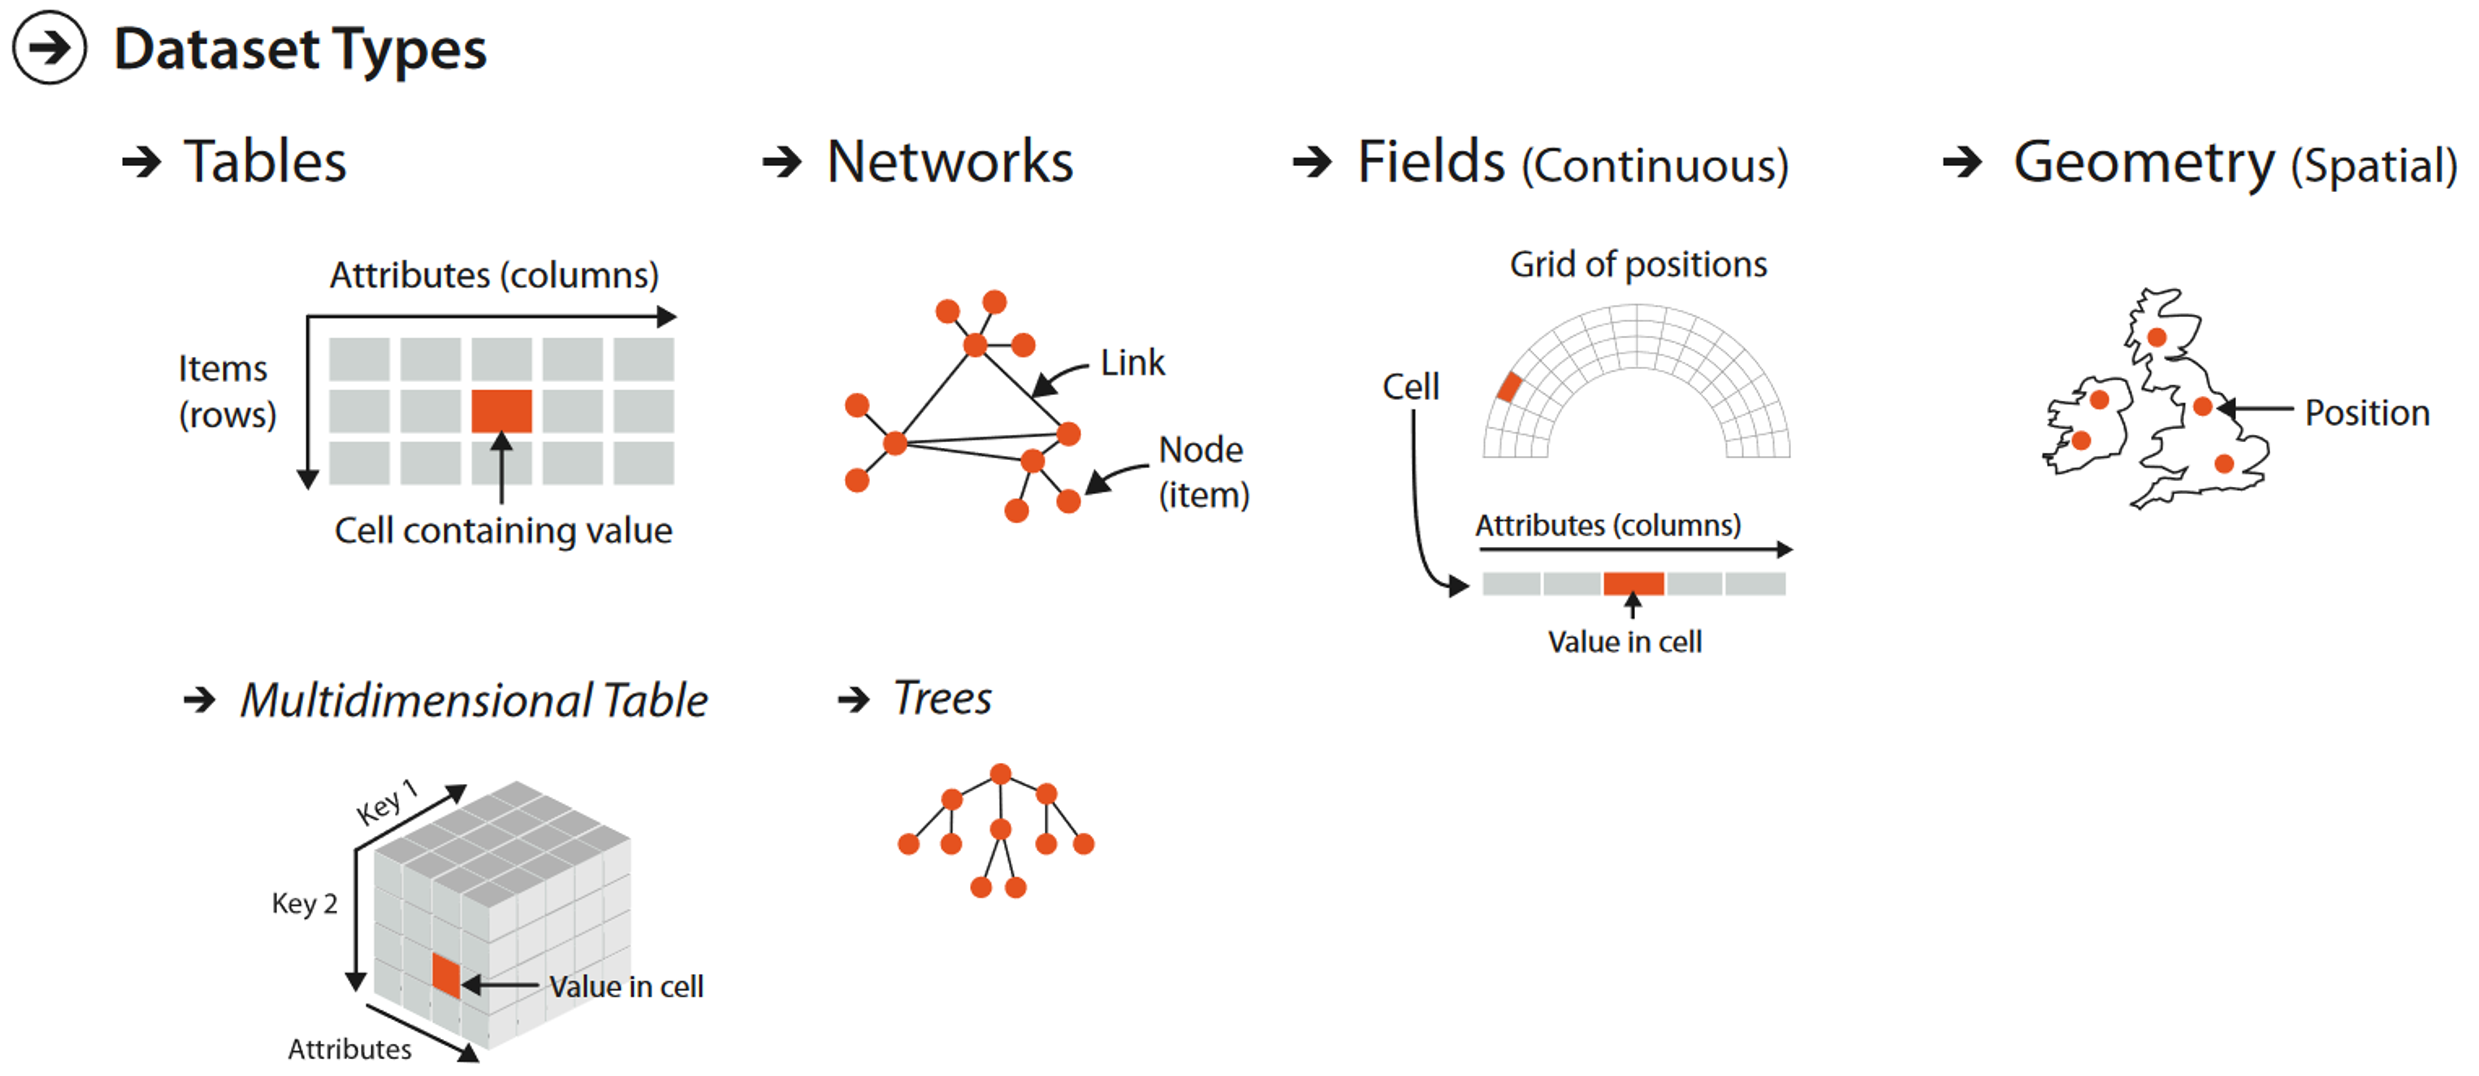 Dataset Types
Tables
Networks
Fields (Continuous)
Geometry (Spatial)
Attributes (columns)
Items
(rows)
Cell containing value
Link
Node
(item)
Grid of positions
Cell
Attributes (columns)
Value in cell
Position
Multidimensional Table
Key 1
Key 2
Value in cell
Attributes
Trees